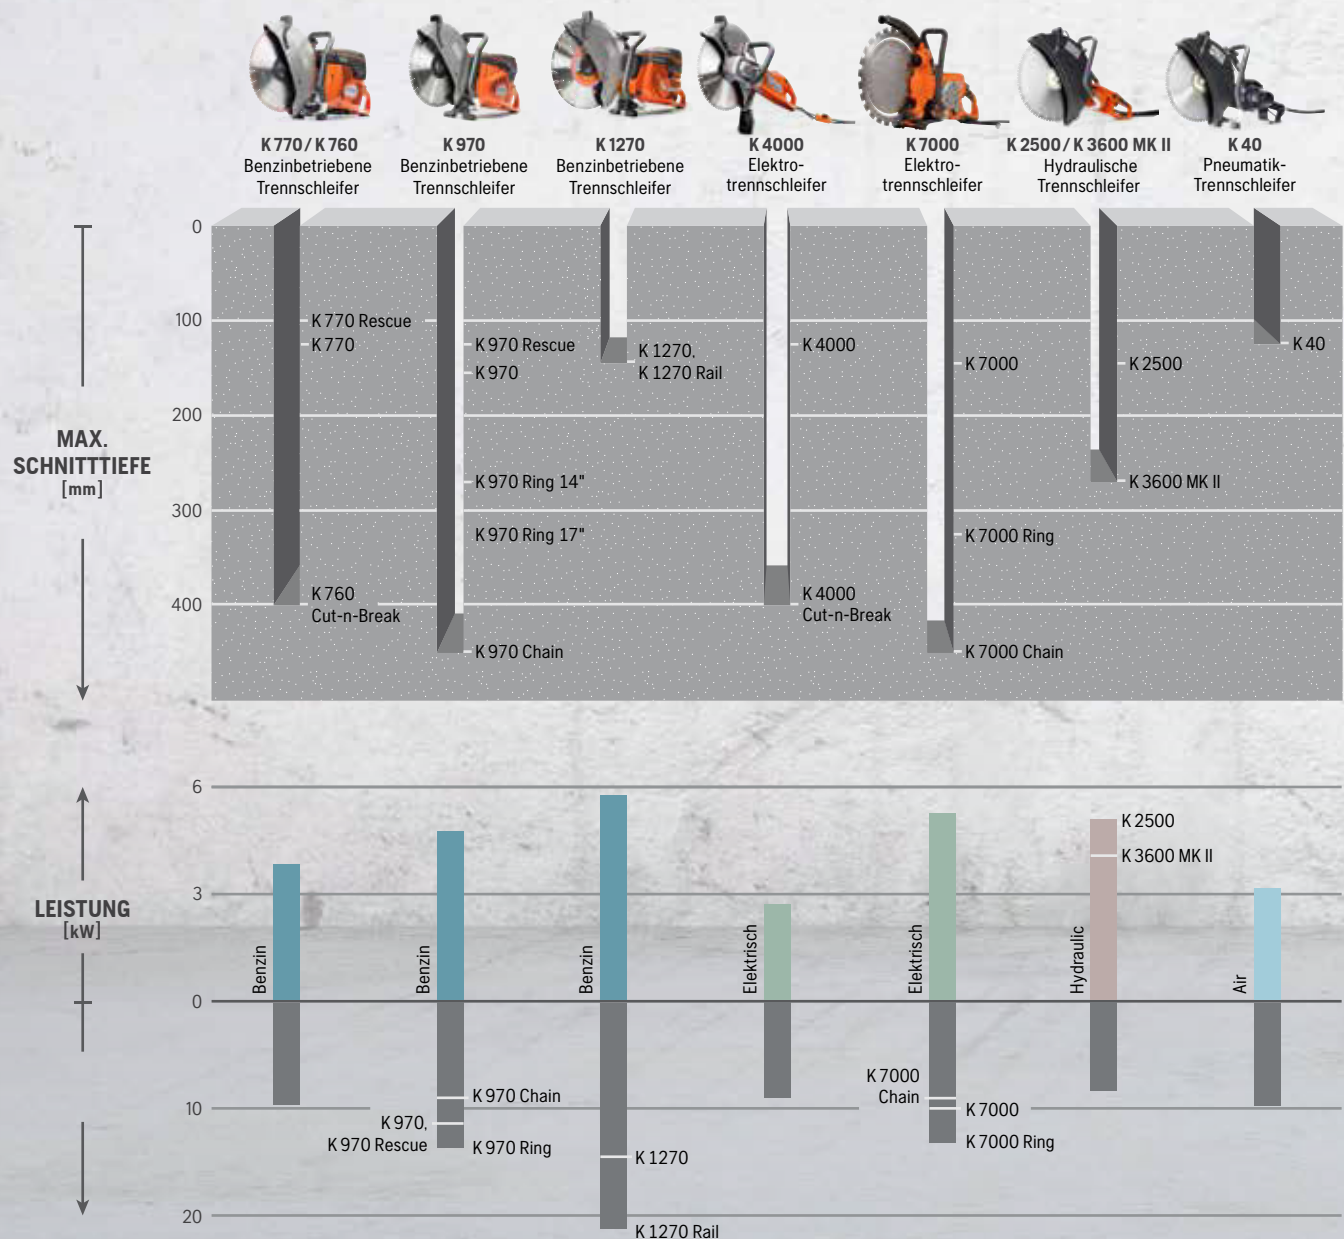 K 770 / K 760
Benzinbetriebene
Trennschleifer
K 970
Benzinbetriebene
Trennschleifer
K 1270
Benzinbetriebene
Trennschleifer
K 4000
Elektro-
trennschleifer
K 7000
Elektro-
trennschleifer
K 2500 / K 3600 MK II
Hydraulische
Trennschleifer
K 40
Pneumatik-
Trennschleifer
MAX.
SCHNITTTIEFE
[mm]
0
100
200
300
400
K 770 Rescue
K 770
K 760
Cut-n-Break
K 970 Rescue
K 970
K 970 Ring 14"
K 970 Ring 17"
K 970 Chain
K 1270,
K 1270 Rail
K 4000
K 4000
Cut-n-Break
K 7000
K 7000 Ring
K 7000 Chain
K 2500
K 3600 MK II
K 40
LEISTUNG
[kW]
6
3
0
10
20
Benzin
Benzin
Benzin
Elektrisch
Elektrisch
Hydraulic
Air
K 2500
K 3600 MK II
K 970 Chain
K 970,
K 970 Rescue
K 970 Ring
K 1270
K 1270 Rail
K 7000
Chain
K 7000
K 7000 Ring